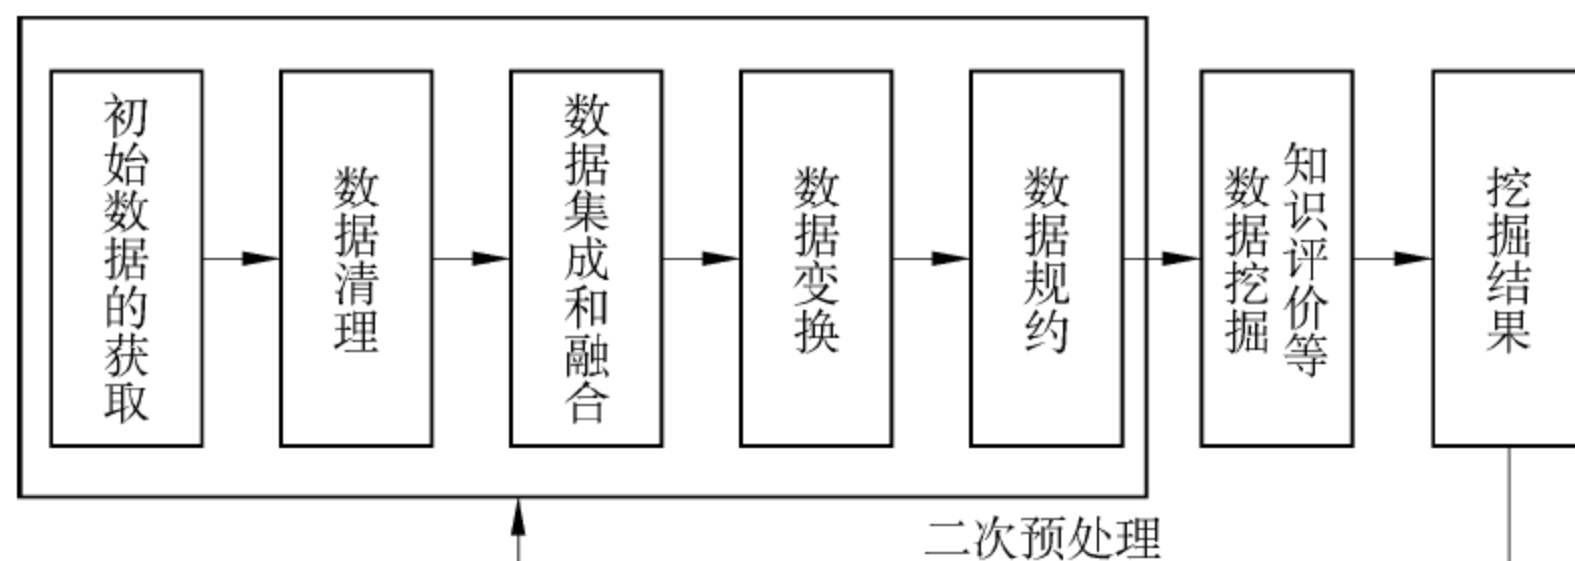 初始数据的获取
数据清理
数据集成和融合
数据变换
数据规约
数据挖掘
知识评价等
挖掘结果
二次预处理